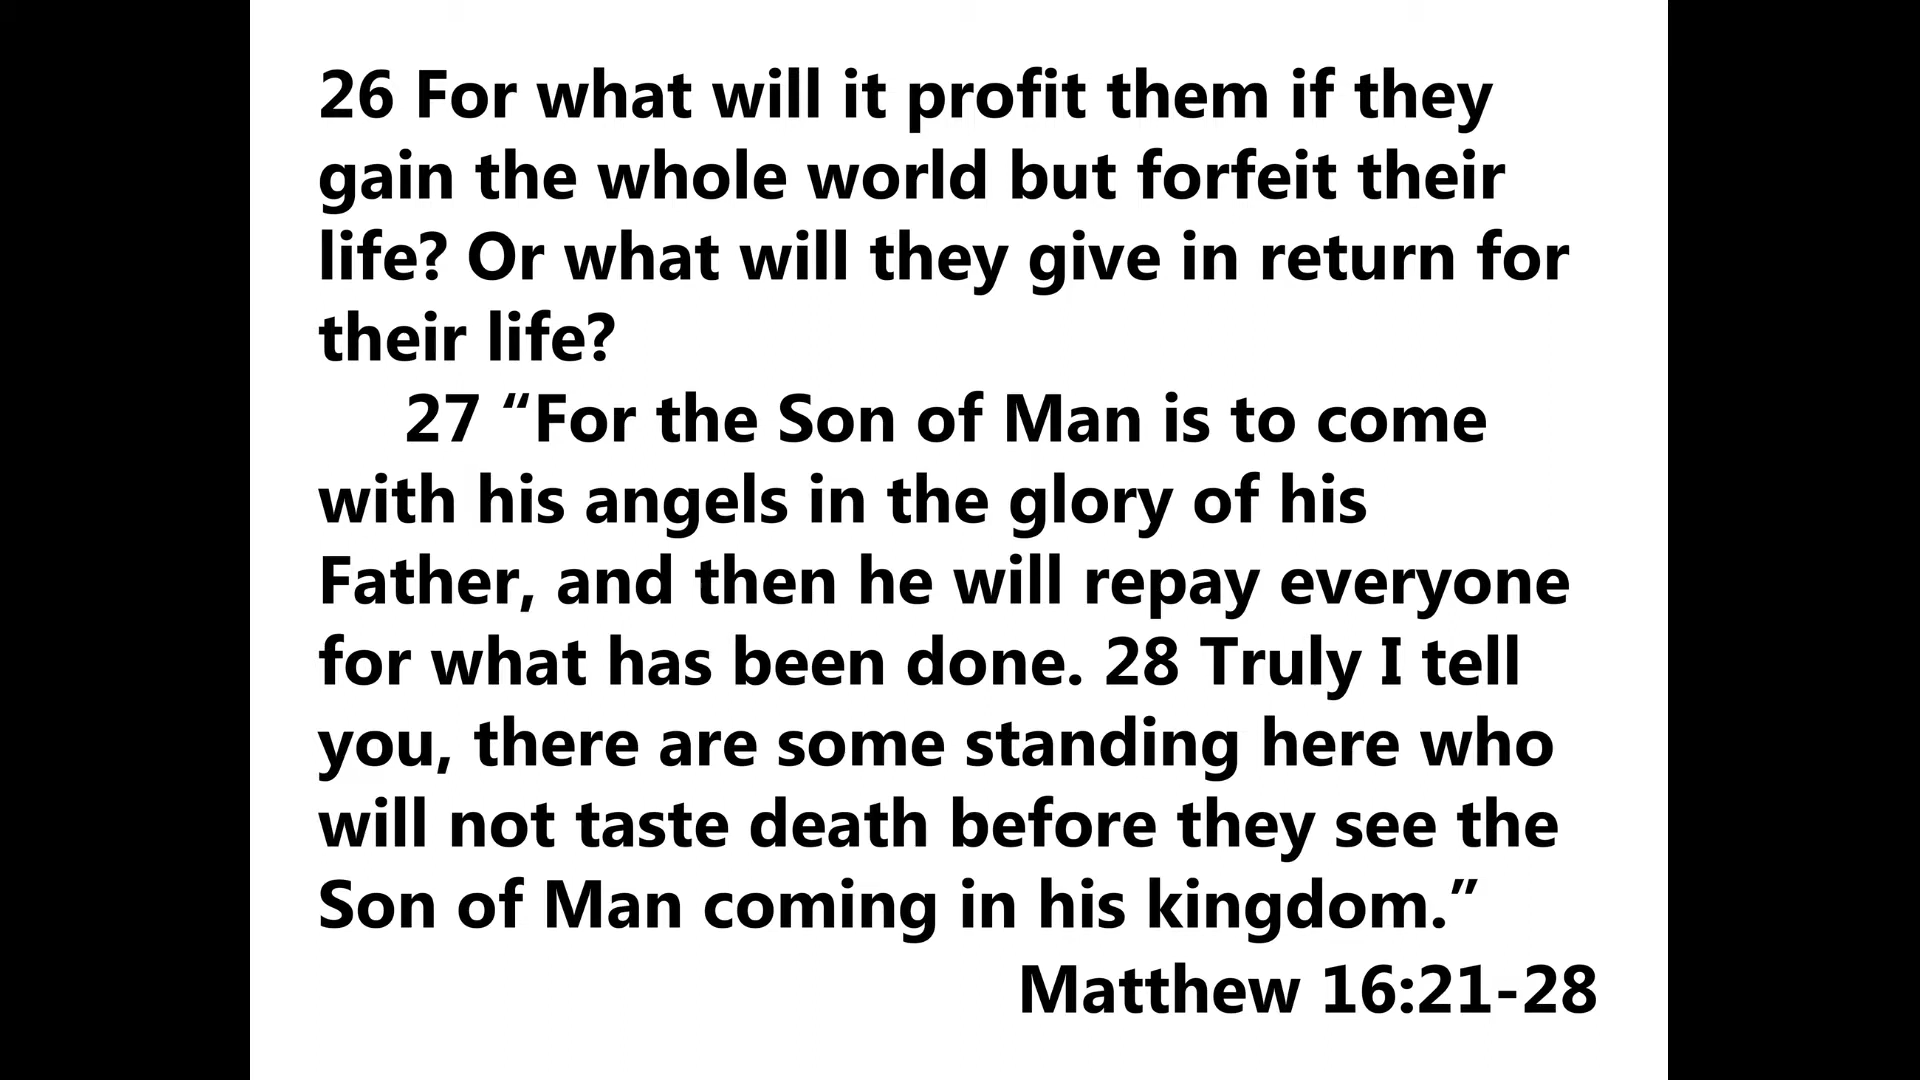 26 For what will it profit them if they
gain the whole world but forfeit their
life? Or what will they give in return for
their life?
27 “For the Son of Man is to come
with his angels in the glory of his
Father, and then he will repay everyone
for what has been done. 28 Truly I tell
you, there are some standing here who
will not taste death before they see the
Son of Man coming in his kingdom.”
Matthew 16:21-28